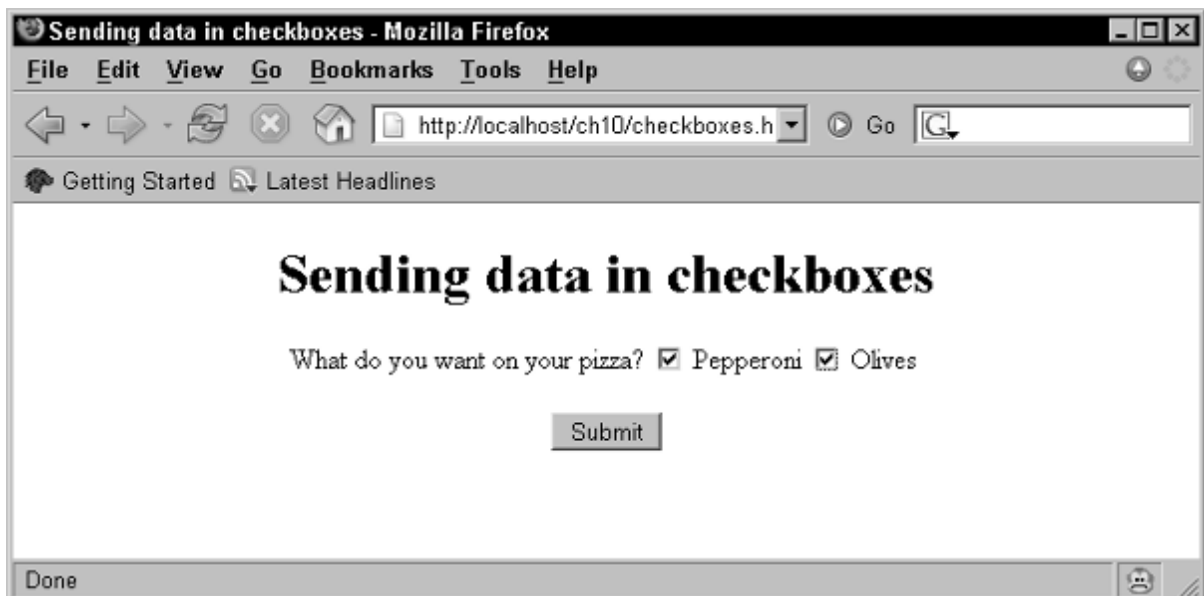 Sending data in checkboxes - Mozilla Firefox
File Edit View Go Bookmarks Tools Help
http://localhost/ch10/checkboxes.h Go G
Getting Started Latest Headlines
Sending data in checkboxes
What do you want on your pizza? Pepperoni Olives
Submit
Done